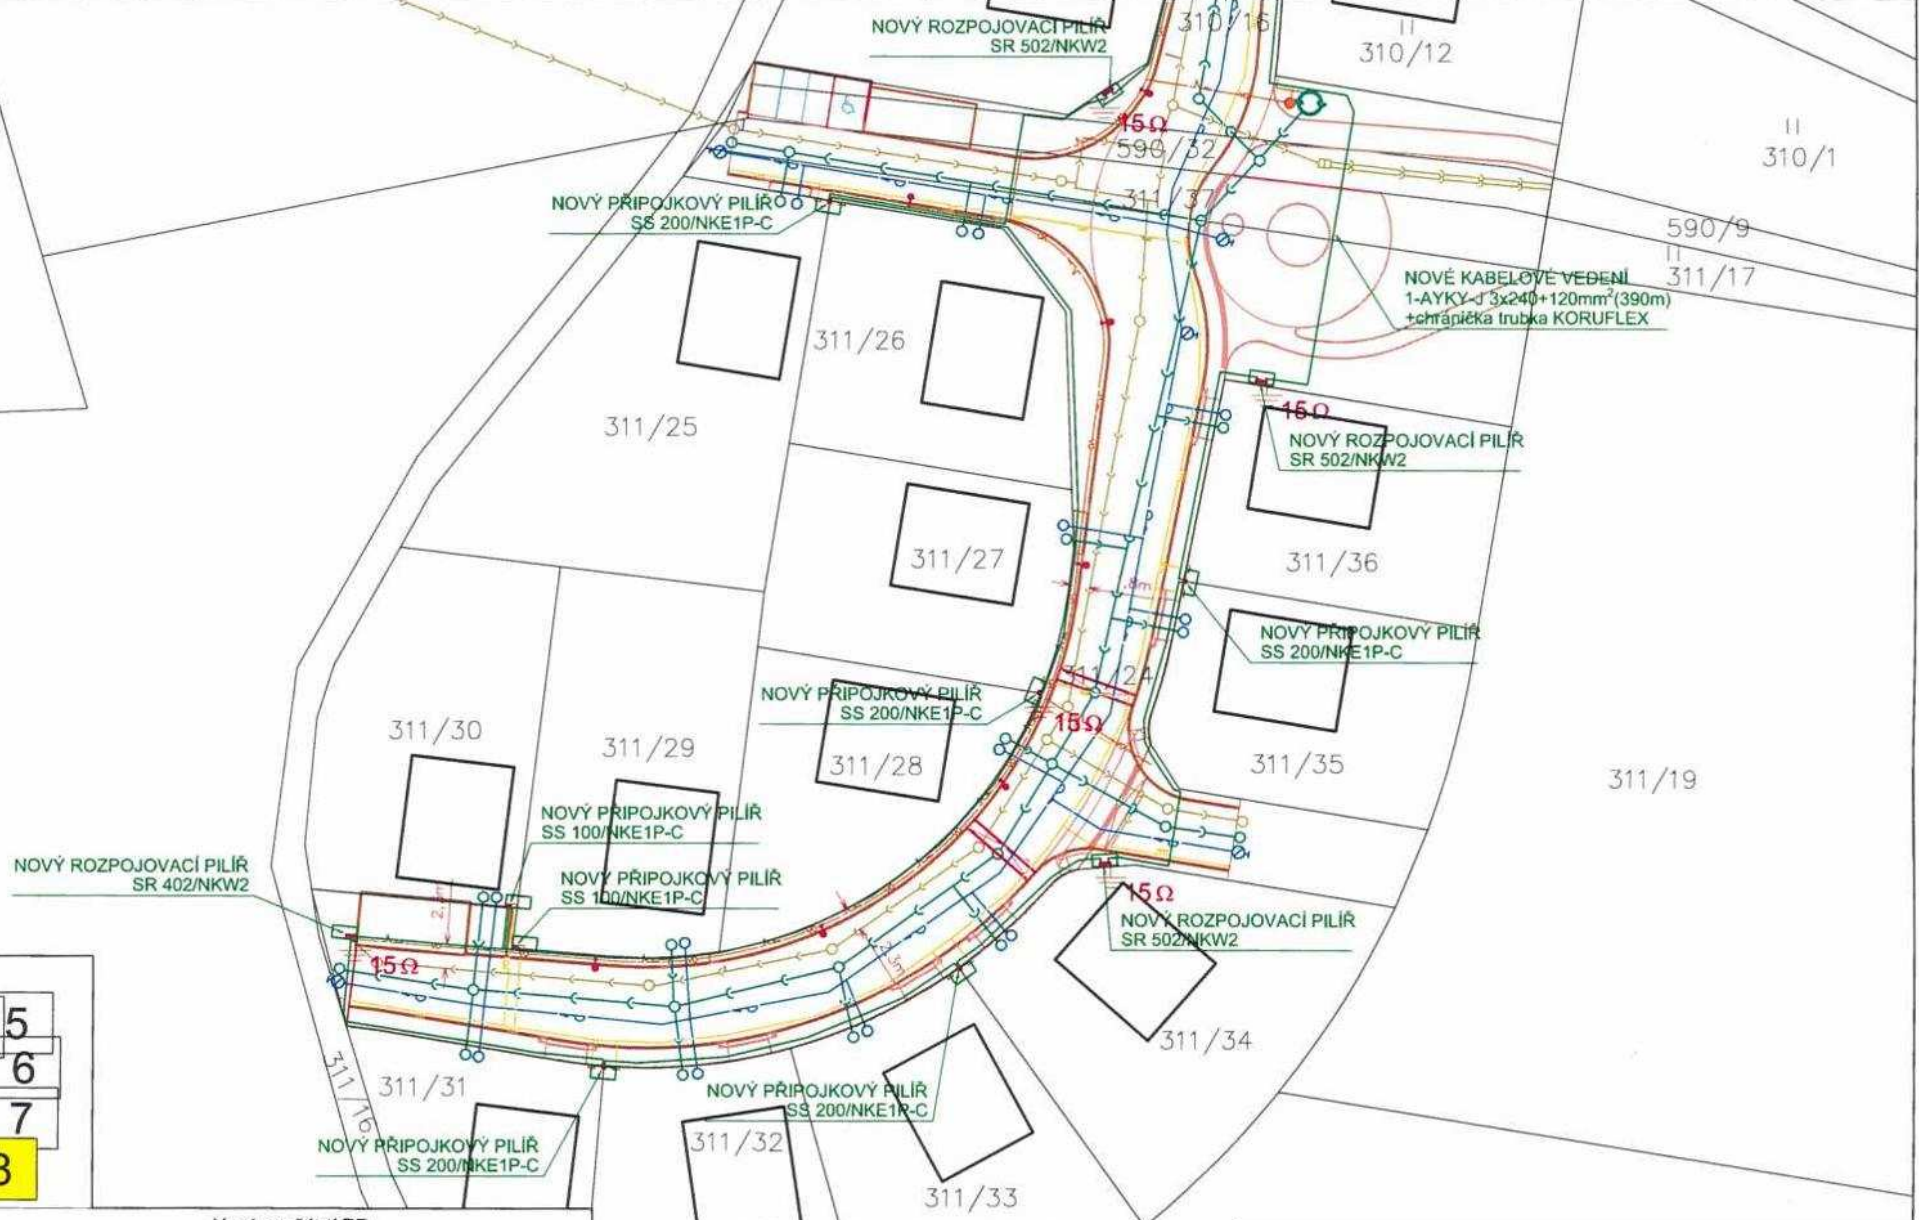 NOVÝ ROZPOJOVACÍ PILÍŘ
SR 502/NKW2
310/16
310/12
15Ω
590/32
310/1
311/37
NOVÝ PŘIPOJKOVÝ PILÍŘ
SS 200/NKE1P-C
590/9
311/17
NOVÉ KABELOVÉ VEDENÍ
1-AYKY-J 3x240+120mm²(390m)
+chránička trubka KORUFLEX
311/26
311/25
15Ω
NOVÝ ROZPOJOVACÍ PILÍŘ
SR 502/NKW2
311/27
311/36
NOVÝ PŘIPOJKOVÝ PILÍŘ
SS 200/NKE1P-C
311/24
NOVÝ PŘIPOJKOVÝ PILÍŘ
SS 200/NKE1P-C
15Ω
311/30
311/29
311/28
311/35
311/19
NOVÝ PŘIPOJKOVÝ PILÍŘ
SS 100/NKE1P-C
NOVÝ ROZPOJOVACÍ PILÍŘ
SR 402/NKW2
NOVÝ PŘIPOJKOVÝ PILÍŘ
SS 100/NKE1P-C
15Ω
NOVÝ ROZPOJOVACÍ PILÍŘ
SR 502/NKW2
15Ω
5
6
7
311/34
311/31
311/16
NOVÝ PŘIPOJKOVÝ PILÍŘ
SS 200/NKE1P-C
311/32
NOVÝ PŘIPOJKOVÝ PILÍŘ
SS 200/NKE1P-C
311/33